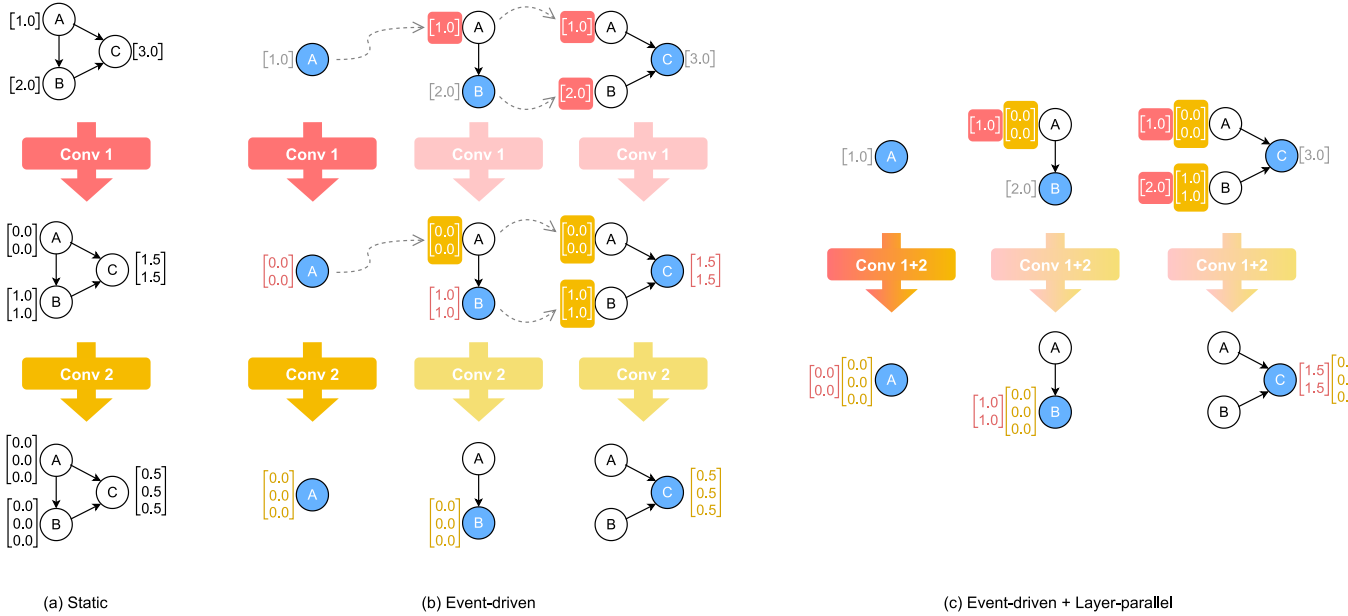 [1.0] A
C [3.0]
[2.0] B
Conv 1
[0.0
0.0] A
C [1.5
1.5]
[1.0
1.0] B
Conv 2
[0.0
0.0
0.0] A
C [0.5
0.5
0.5]
[0.0
0.0
0.0] B
(a) Static
[1.0] A
[1.0] A
[2.0] B
[1.0] A
C [3.0]
[2.0] B
Conv 1
Conv 1
Conv 1
[0.0
0.0] A
[0.0
0.0] A
[1.0
1.0] B
[0.0
0.0] A
C [1.5
1.5]
[1.0
1.0] B
Conv 2
Conv 2
Conv 2
[0.0
0.0
0.0] A
A
[0.0
0.0
0.0] B
A
C [0.5
0.5
0.5]
B
(b) Event-driven
[1.0] A
[1.0] [0.0
0.0] A
[2.0] B
[1.0] [0.0
0.0] A
C [3.0]
[2.0] [1.0
1.0] B
Conv 1+2
Conv 1+2
Conv 1+2
[0.0
0.0] [0.0
0.0
0.0] A
A
[1.0
1.0] [0.0
0.0
0.0] B
A
C [1.5
1.5] [0.
0.
0.
B
(c) Event-driven + Layer-parallel